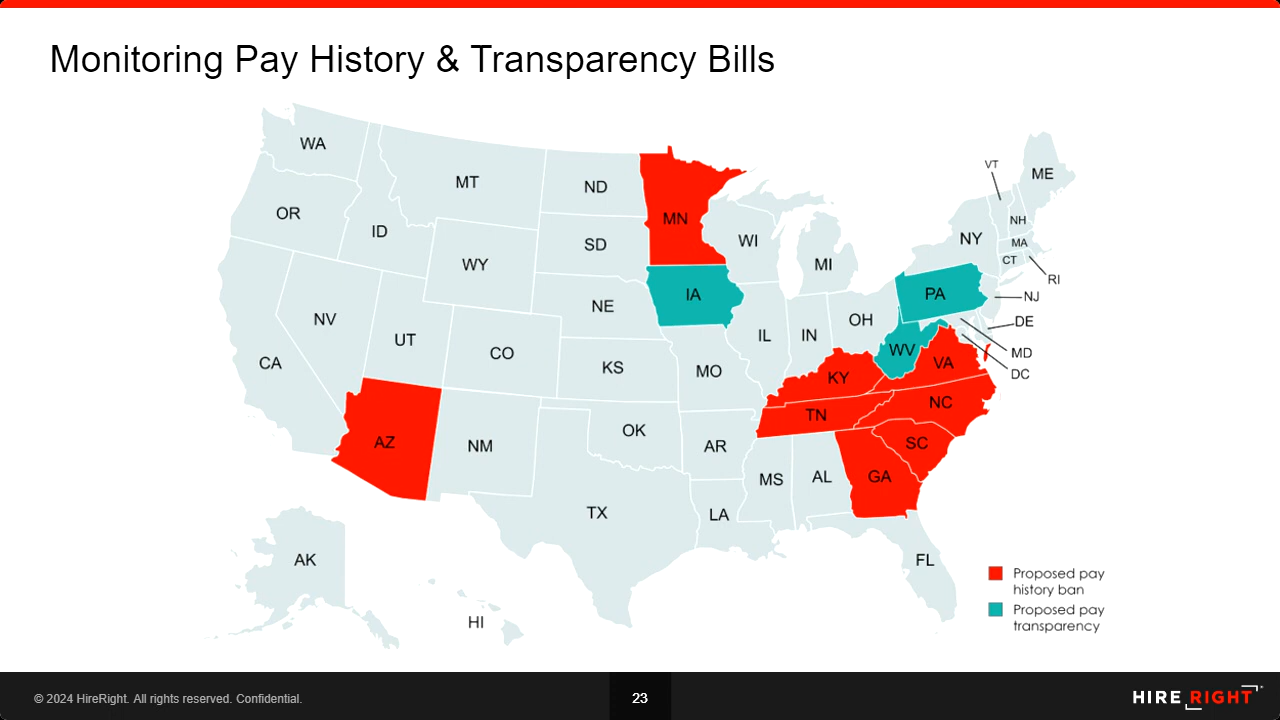 Monitoring Pay History & Transparency Bills
WA
MT
ND
MN
VT
ME
OR
ID
SD
WI
NH
NY
MA
WY
MI
CT
RI
NE
IA
PA
NJ
NV
UT
CO
IL
IN
OH
DE
CA
KS
MO
WV
VA
MD
KY
DC
NC
TN
AZ
NM
OK
AR
SC
MS
AL
GA
TX
LA
AK
FL
HI
Proposed pay
history ban
Proposed pay
transparency
© 2024 HireRight. All rights reserved. Confidential.
23
HIRE RIGHT